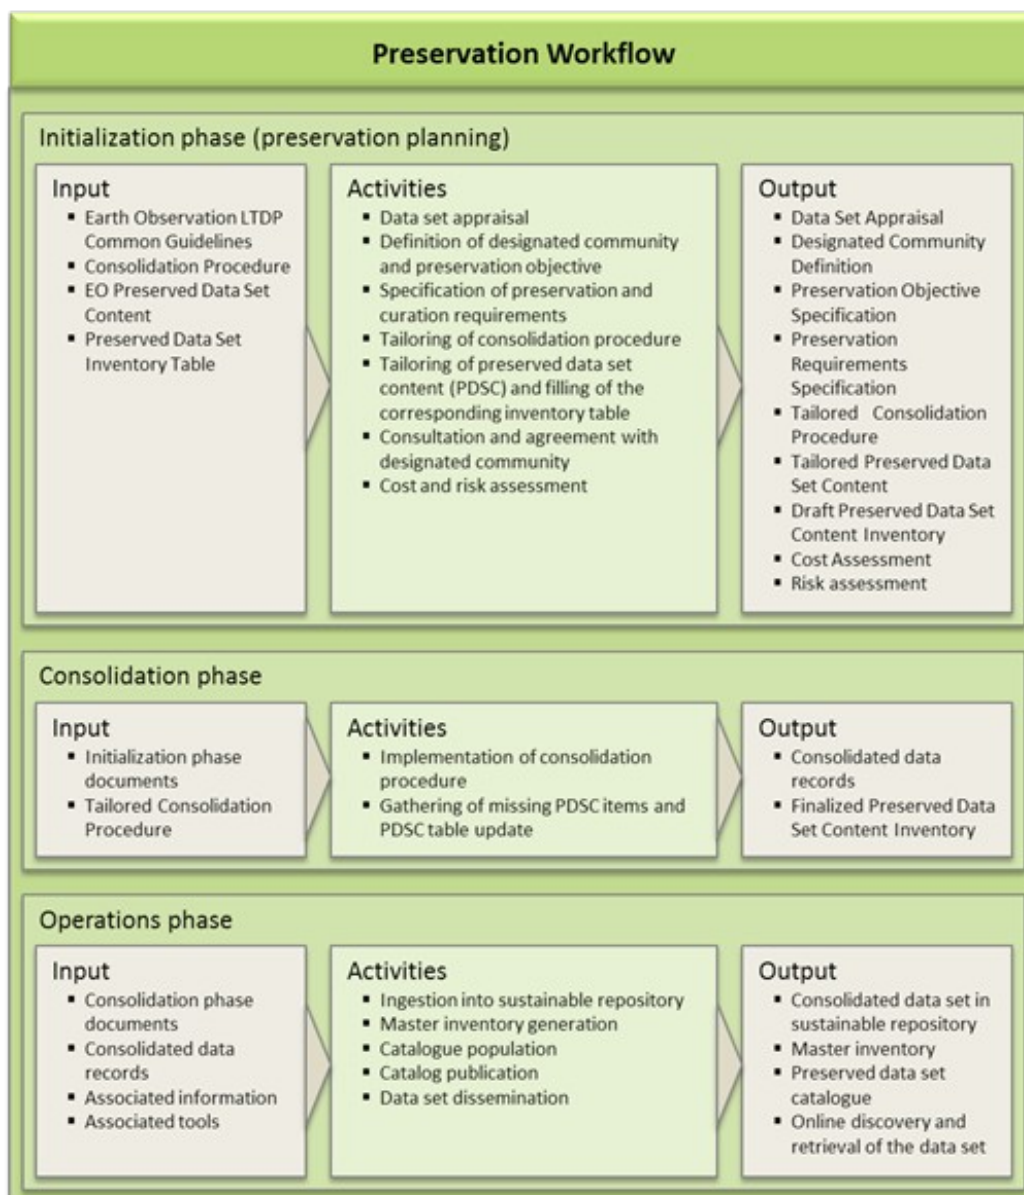 Preservation Workflow
Initialization phase (preservation planning)
Input
▪ Earth Observation LTDP
Common Guidelines
▪ Consolidation Procedure
▪ EO Preserved Data Set
Content
▪ Preserved Data Set
Inventory Table
Activities
▪ Data set appraisal
▪ Definition of designated community
and preservation objective
▪ Specification of preservation and
curation requirements
▪ Tailoring of consolidation procedure
▪ Tailoring of preserved data set
content (PDSC) and filling of the
corresponding inventory table
▪ Consultation and agreement with
designated community
▪ Cost and risk assessment
Output
▪ Data Set Appraisal
▪ Designated Community
Definition
▪ Preservation Objective
Specification
▪ Preservation
Requirements
Specification
▪ Tailored Consolidation
Procedure
▪ Tailored Preserved Data
Set Content
▪ Draft Preserved Data Set
Content Inventory
▪ Cost Assessment
▪ Risk assessment
Consolidation phase
Input
▪ Initialization phase
documents
▪ Tailored Consolidation
Procedure
Activities
▪ Implementation of consolidation
procedure
▪ Gathering of missing PDSC items and
PDSC table update
Output
▪ Consolidated data
records
▪ Finalized Preserved Data
Set Content Inventory
Operations phase
Input
▪ Consolidation phase
documents
▪ Consolidated data
records
▪ Associated information
▪ Associated tools
Activities
▪ Ingestion into sustainable repository
▪ Master inventory generation
▪ Catalogue population
▪ Catalog publication
▪ Data set dissemination
Output
▪ Consolidated data set in
sustainable repository
▪ Master inventory
▪ Preserved data set
catalogue
▪ Online discovery and
retrieval of the data set